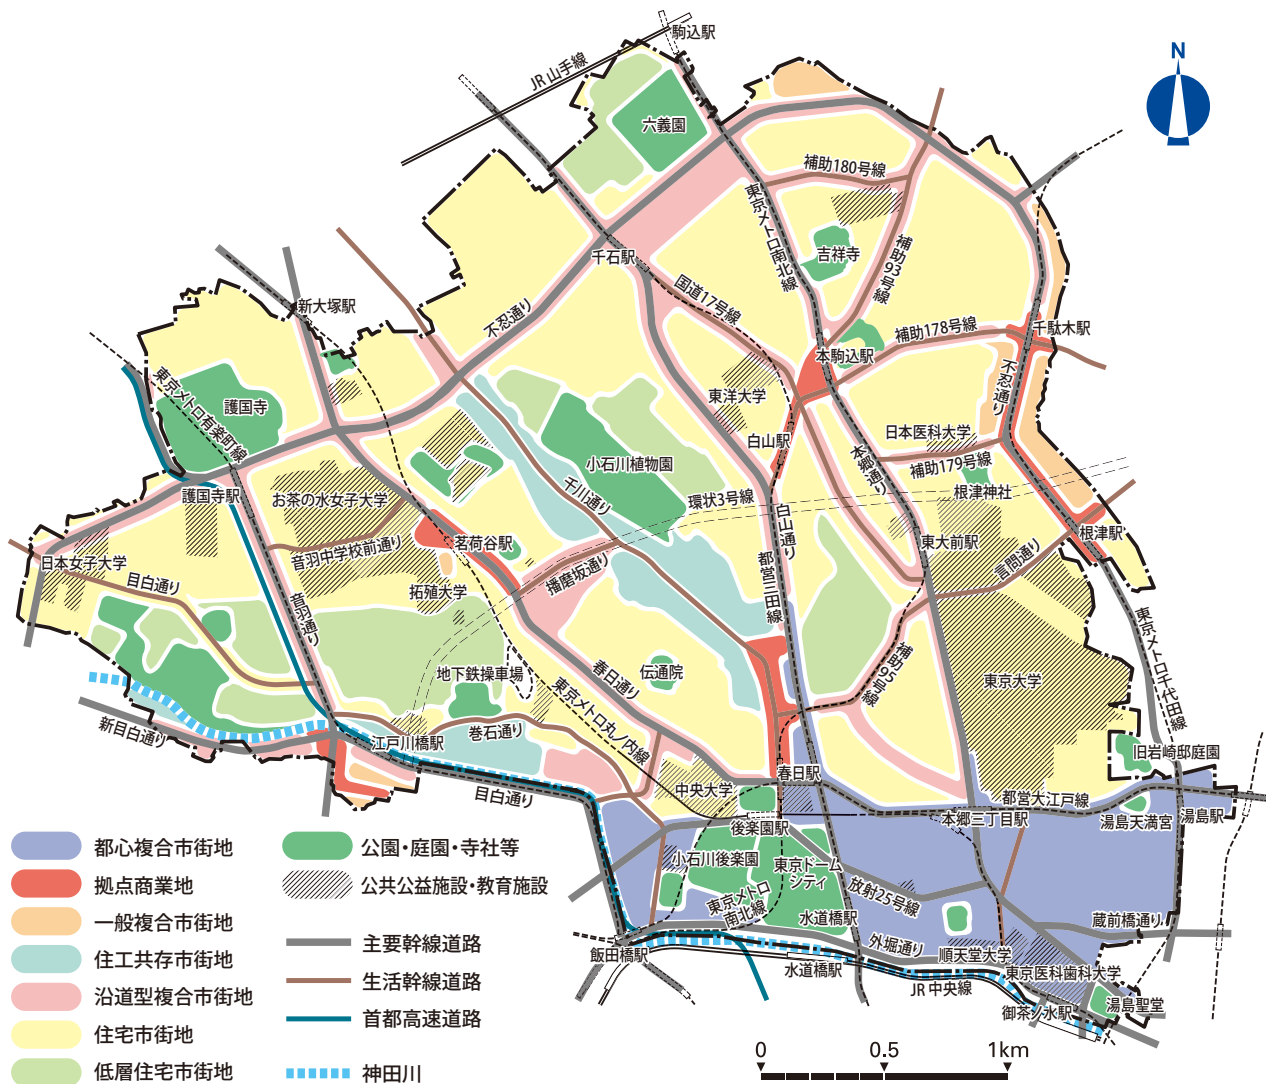 駒込駅
N
JR山手線
六義園
補助180号線
東京メトロ南北線
吉祥寺
補助93号線
千石駅
国道17号線
新大塚駅
不忍通り
補助178号線
千駄木駅
本駒込駅
不忍通り
東京メトロ有楽町線
護国寺
東洋大学
日本医科大学
白山駅
本郷通り
補助179号線
小石川植物園
根津神社
護国寺駅
お茶の水女子大学
千川通り
環状3号線
白山通り
都営三田線
東大前駅
根津駅
言問通り
日本女子大学
目白通り
音羽中学校前通り
茗荷谷駅
播磨坂通り
拓殖大学
音羽通り
東京メトロ千代田線
補助95号線
地下鉄操車場
春日通り
伝通院
東京大学
東京メトロ丸ノ内線
新目白通り
江戸川橋駅
巻石通り
旧岩崎邸庭園
目白通り
中央大学
春日駅
都営大江戸線
後楽園駅
本郷三丁目駅
湯島天満宮
湯島駅
小石川後楽園
東京ドーム
シティ
東京メトロ
南北線
放射25号線
水道橋駅
蔵前橋通り
外堀通り
飯田橋駅
水道橋駅
順天堂大学
東京医科歯科大学
JR中央線
御茶ノ水駅
湯島聖堂
都心複合市街地
拠点商業地
一般複合市街地
住工共存市街地
沿道型複合市街地
住宅市街地
低層住宅市街地
公園・庭園・寺社等
公共公益施設・教育施設
主要幹線道路
生活幹線道路
首都高速道路
神田川
0
0.5
1km